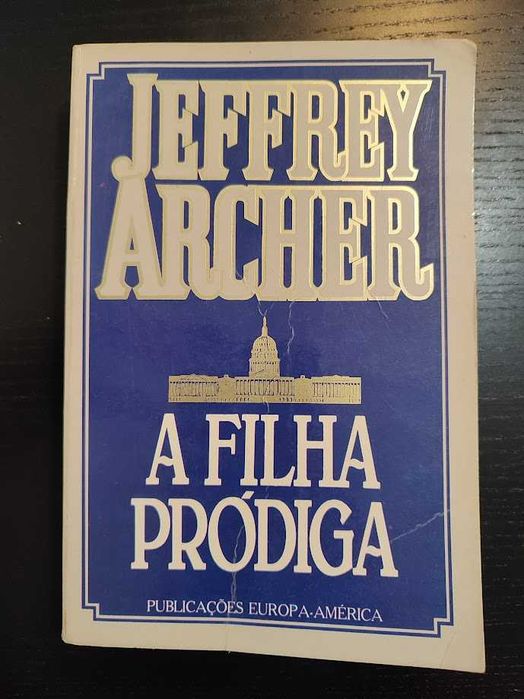 JEFFREY
ARCHER
A FILHA
PRÓDIGA
PUBLICAÇÕES EUROPA-AMÉRICA